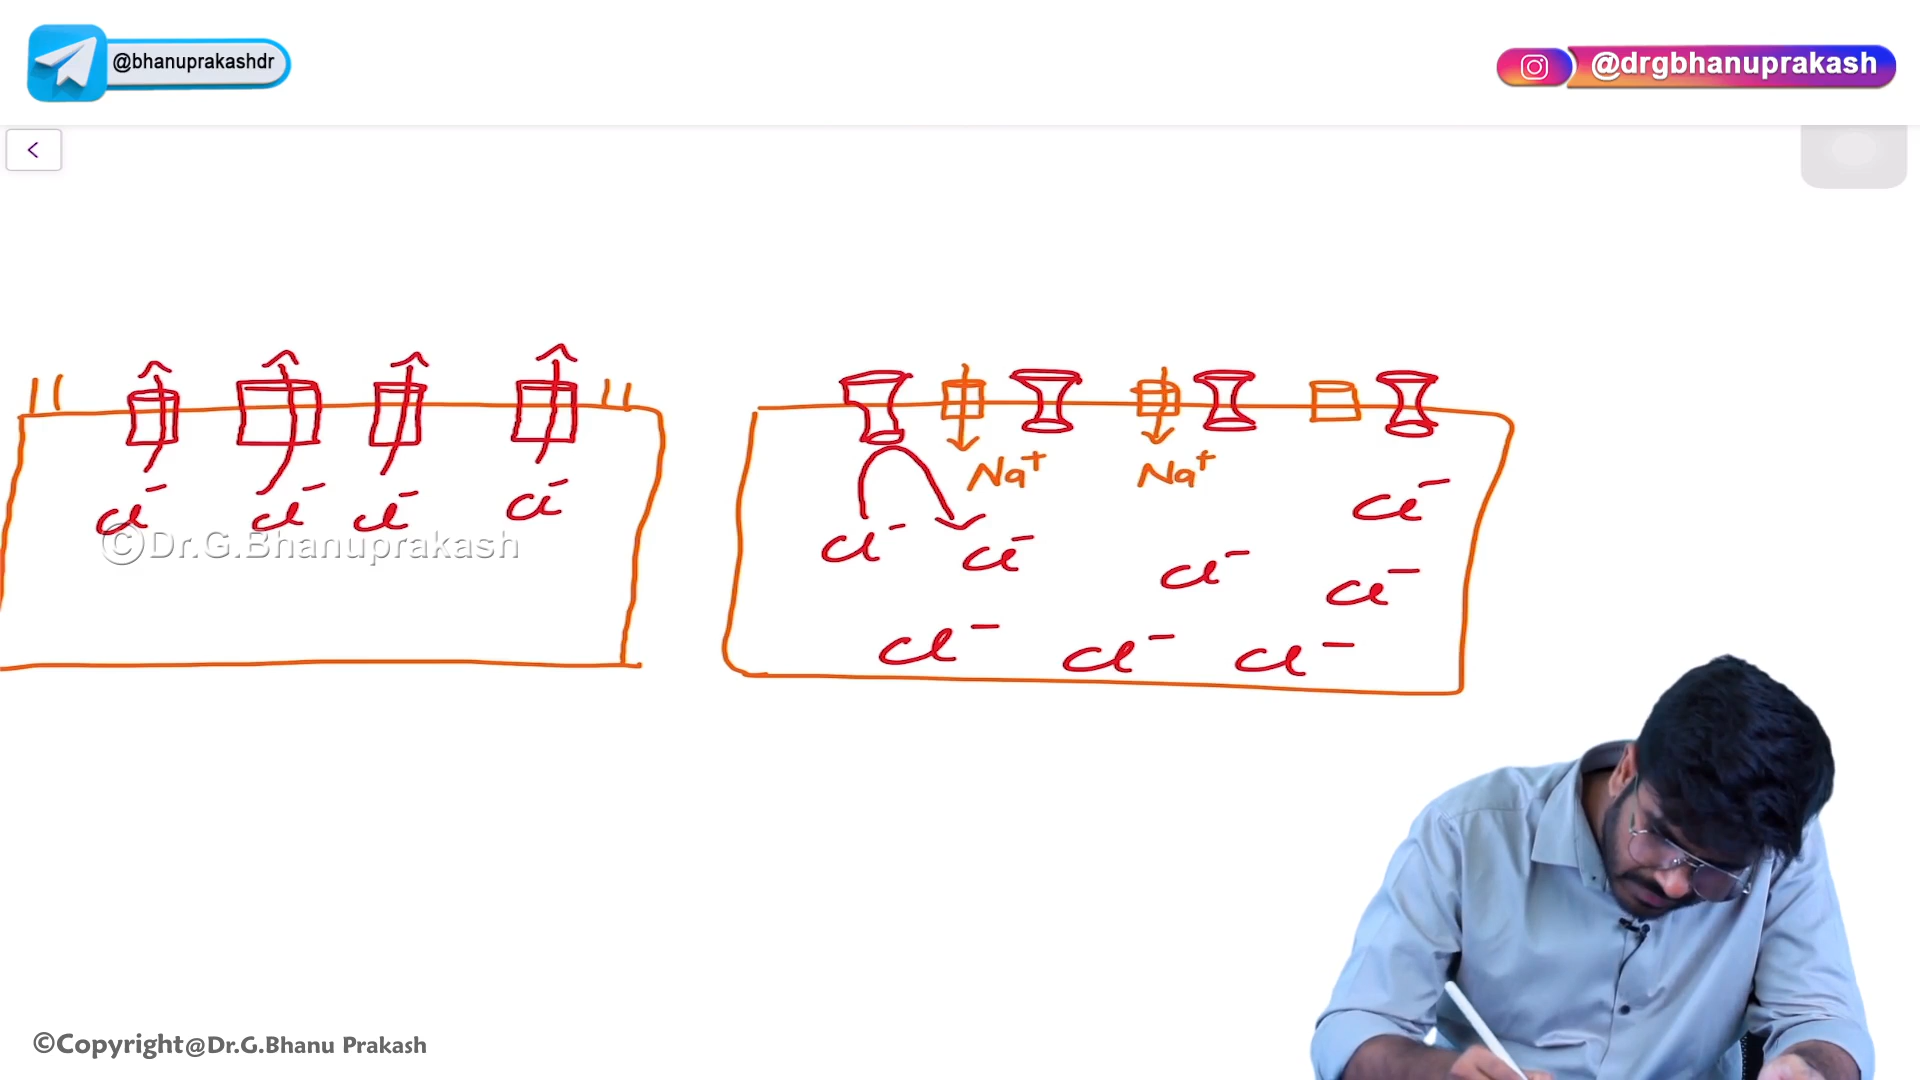 @bhanuprakashdr
@drgbhanuprakash
Na⁺ Na⁺
Cl⁻ Cl⁻ Cl⁻ Cl⁻ Cl⁻
©Dr.G.Bhanuprakash
Cl⁻ Cl⁻ Cl⁻ Cl⁻
Cl⁻ Cl⁻ Cl⁻
©Copyright@Dr.G.Bhanu Prakash